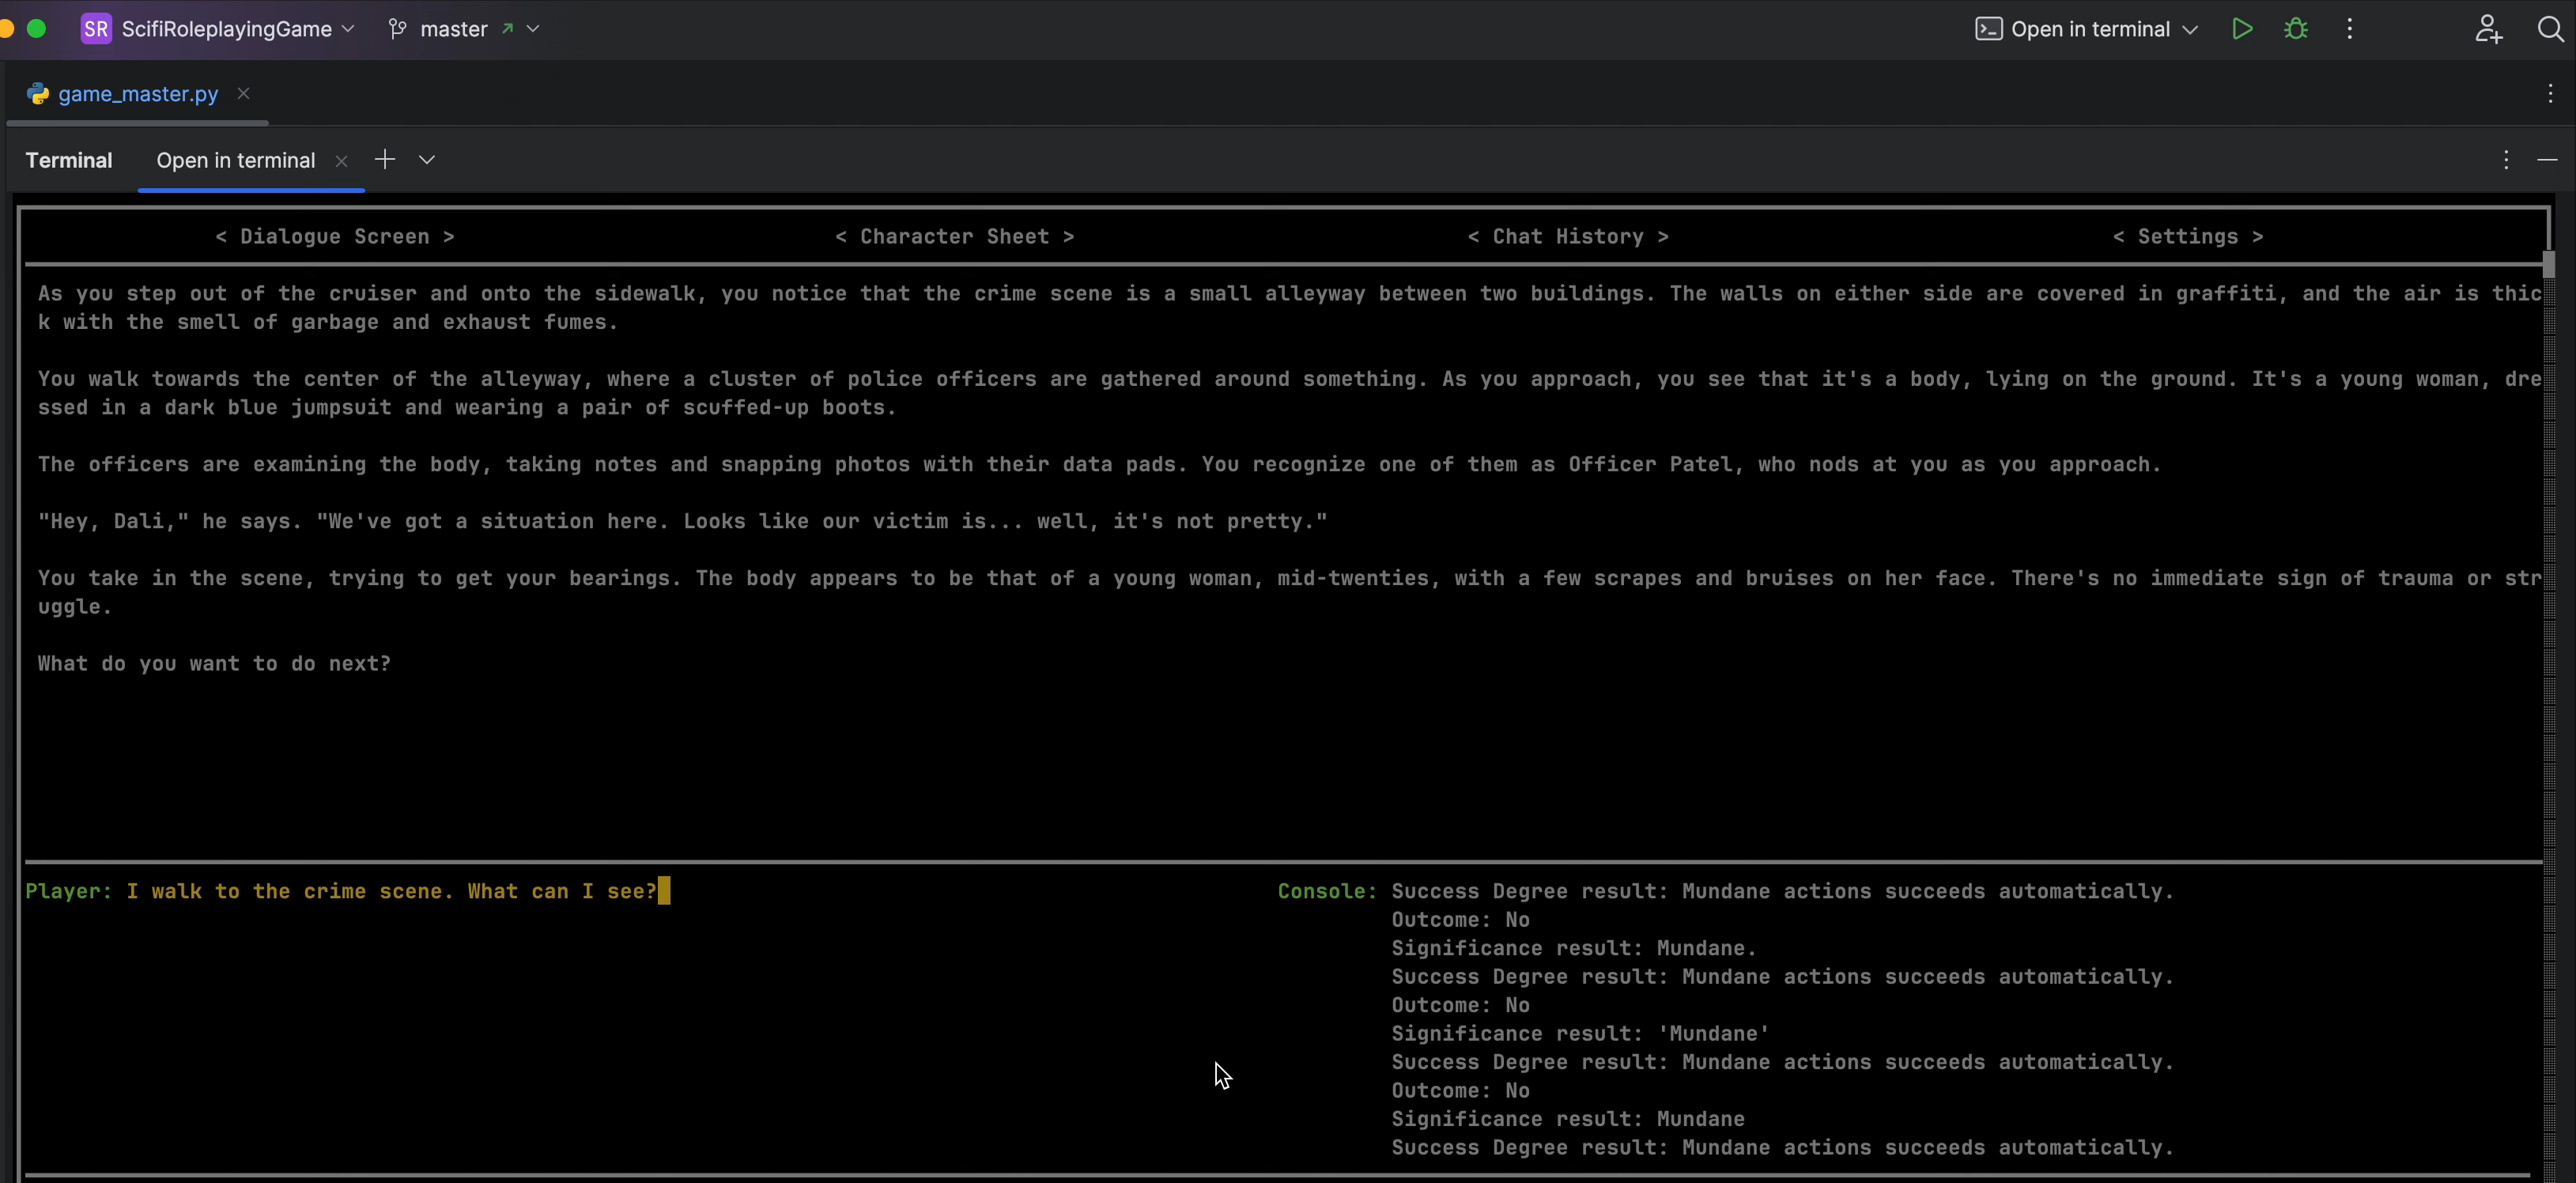 SR ScifiRoleplayingGame master Open in terminal
game_master.py
Terminal Open in terminal
< Dialogue Screen > < Character Sheet > < Chat History > < Settings >
As you step out of the cruiser and onto the sidewalk, you notice that the crime scene is a small alleyway between two buildings. The walls on either side are covered in graffiti, and the air is thic
k with the smell of garbage and exhaust fumes.
You walk towards the center of the alleyway, where a cluster of police officers are gathered around something. As you approach, you see that it's a body, lying on the ground. It's a young woman, dre
ssed in a dark blue jumpsuit and wearing a pair of scuffed-up boots.
The officers are examining the body, taking notes and snapping photos with their data pads. You recognize one of them as Officer Patel, who nods at you as you approach.
"Hey, Dali," he says. "We've got a situation here. Looks like our victim is... well, it's not pretty."
You take in the scene, trying to get your bearings. The body appears to be that of a young woman, mid-twenties, with a few scrapes and bruises on her face. There's no immediate sign of trauma or str
uggle.
What do you want to do next?
Player: I walk to the crime scene. What can I see?
Console: Success Degree result: Mundane actions succeeds automatically.
Outcome: No
Significance result: Mundane.
Success Degree result: Mundane actions succeeds automatically.
Outcome: No
Significance result: 'Mundane'
Success Degree result: Mundane actions succeeds automatically.
Outcome: No
Significance result: Mundane
Success Degree result: Mundane actions succeeds automatically.